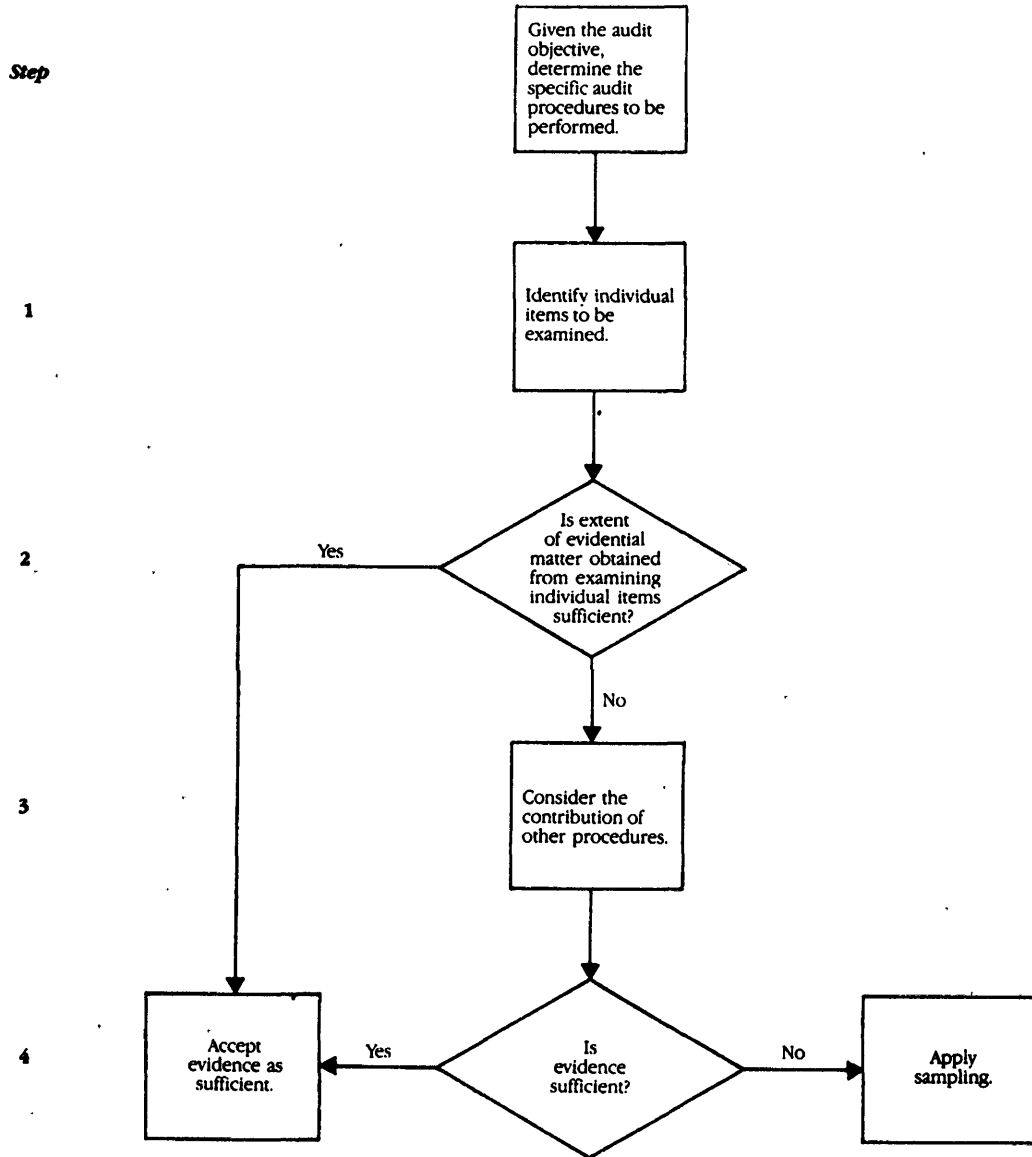 Step
Given the audit
objective,
determine the
specific audit
procedures to be
performed.
1
Identify individual
items to be
examined.
2
Is extent
of evidential
matter obtained
from examining
individual items
sufficient?
Yes
No
3
Consider the
contribution of
other procedures.
4
Accept
evidence as
sufficient.
Yes
Is
evidence
sufficient?
No
Apply
sampling.